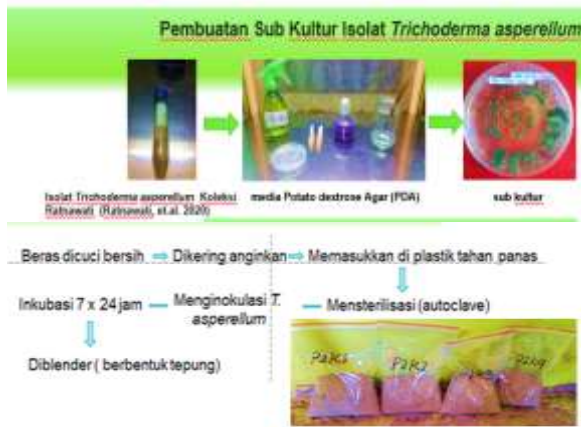 Pembuatan Sub Kultur Isolat Trichoderma asperellum
Isolat Trichoderma asperellum Koleksi
Ratnawati (Ratnawati, et.al. 2020)
media Potato dextrose Agar (PDA)
sub kultur
Beras dicuci bersih
Dikering anginkan
Memasukkan di plastik tahan panas
Inkubasi 7 x 24 jam
Menginokulasi T.
asperellum
Mensterilisasi (autoclave)
Diblender ( berbentuk tepung)
P2K2